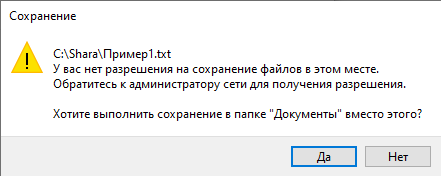 Сохранение
C:\Shara\Пример1.txt
У вас нет разрешения на сохранение файлов в этом месте.
Обратитесь к администратору сети для получения разрешения.
Хотите выполнить сохранение в папке "Документы" вместо этого?
Да
Нет